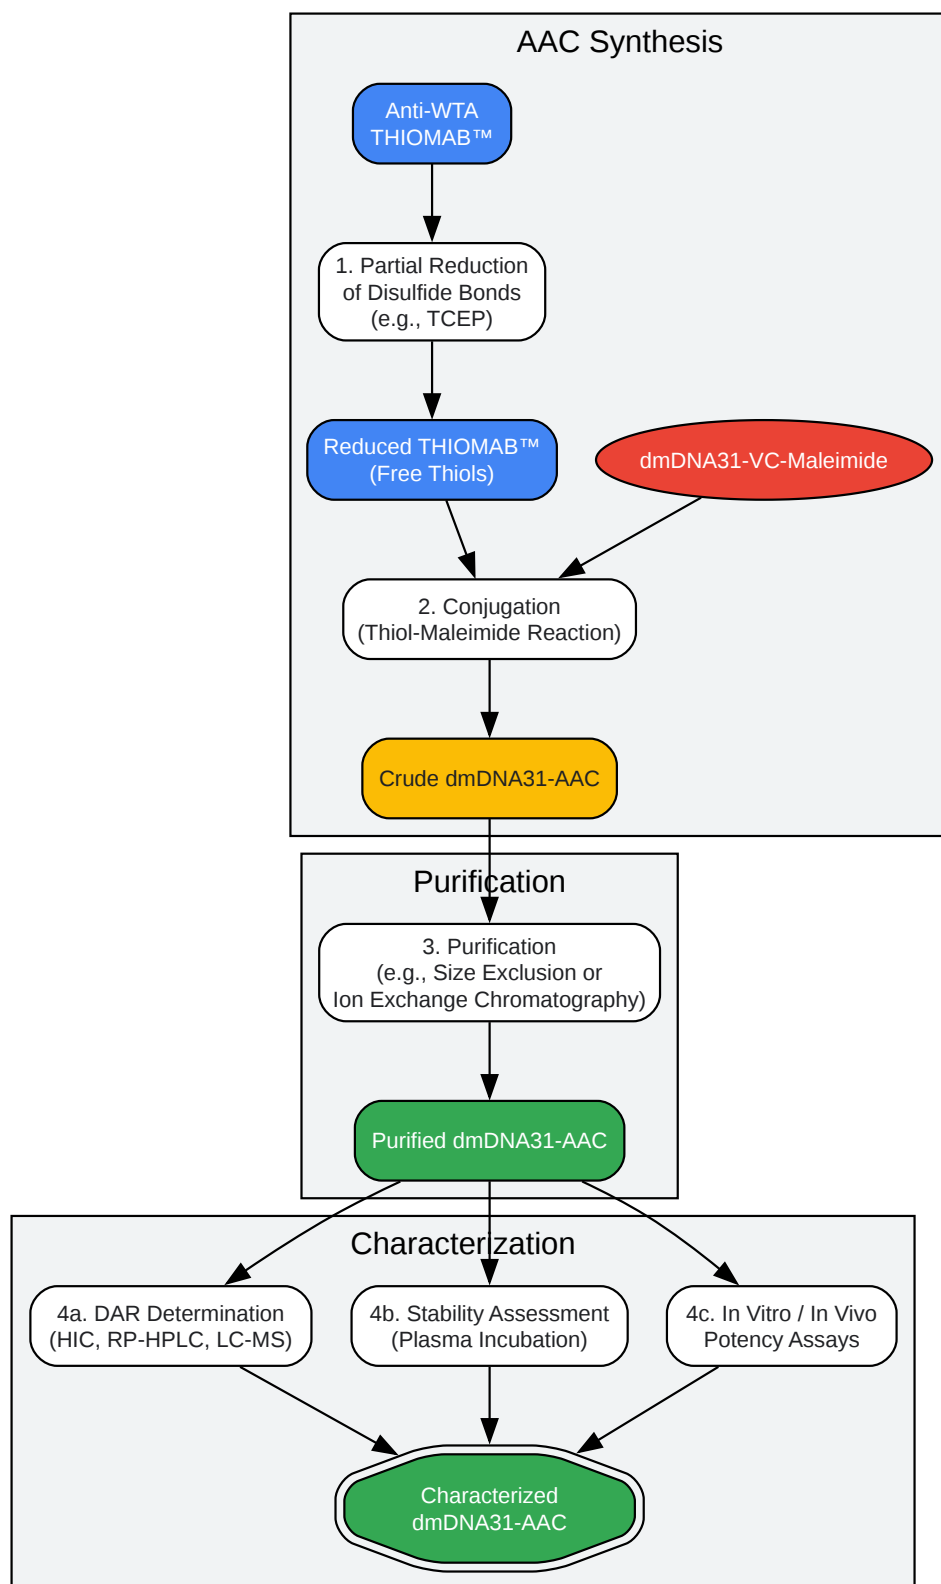 AAC Synthesis
Anti-WTA
THIOMAB™
1. Partial Reduction
of Disulfide Bonds
(e.g., TCEP)
Reduced THIOMAB™
(Free Thiols)
dmDNA31-VC-Maleimide
2. Conjugation
(Thiol-Maleimide Reaction)
Crude dmDNA31-AAC
Purification
3. Purification
(e.g., Size Exclusion or
Ion Exchange Chromatography)
Purified dmDNA31-AAC
Characterization
4a. DAR Determination
(HIC, RP-HPLC, LC-MS)
4b. Stability Assessment
(Plasma Incubation)
4c. In Vitro / In Vivo
Potency Assays
Characterized
dmDNA31-AAC